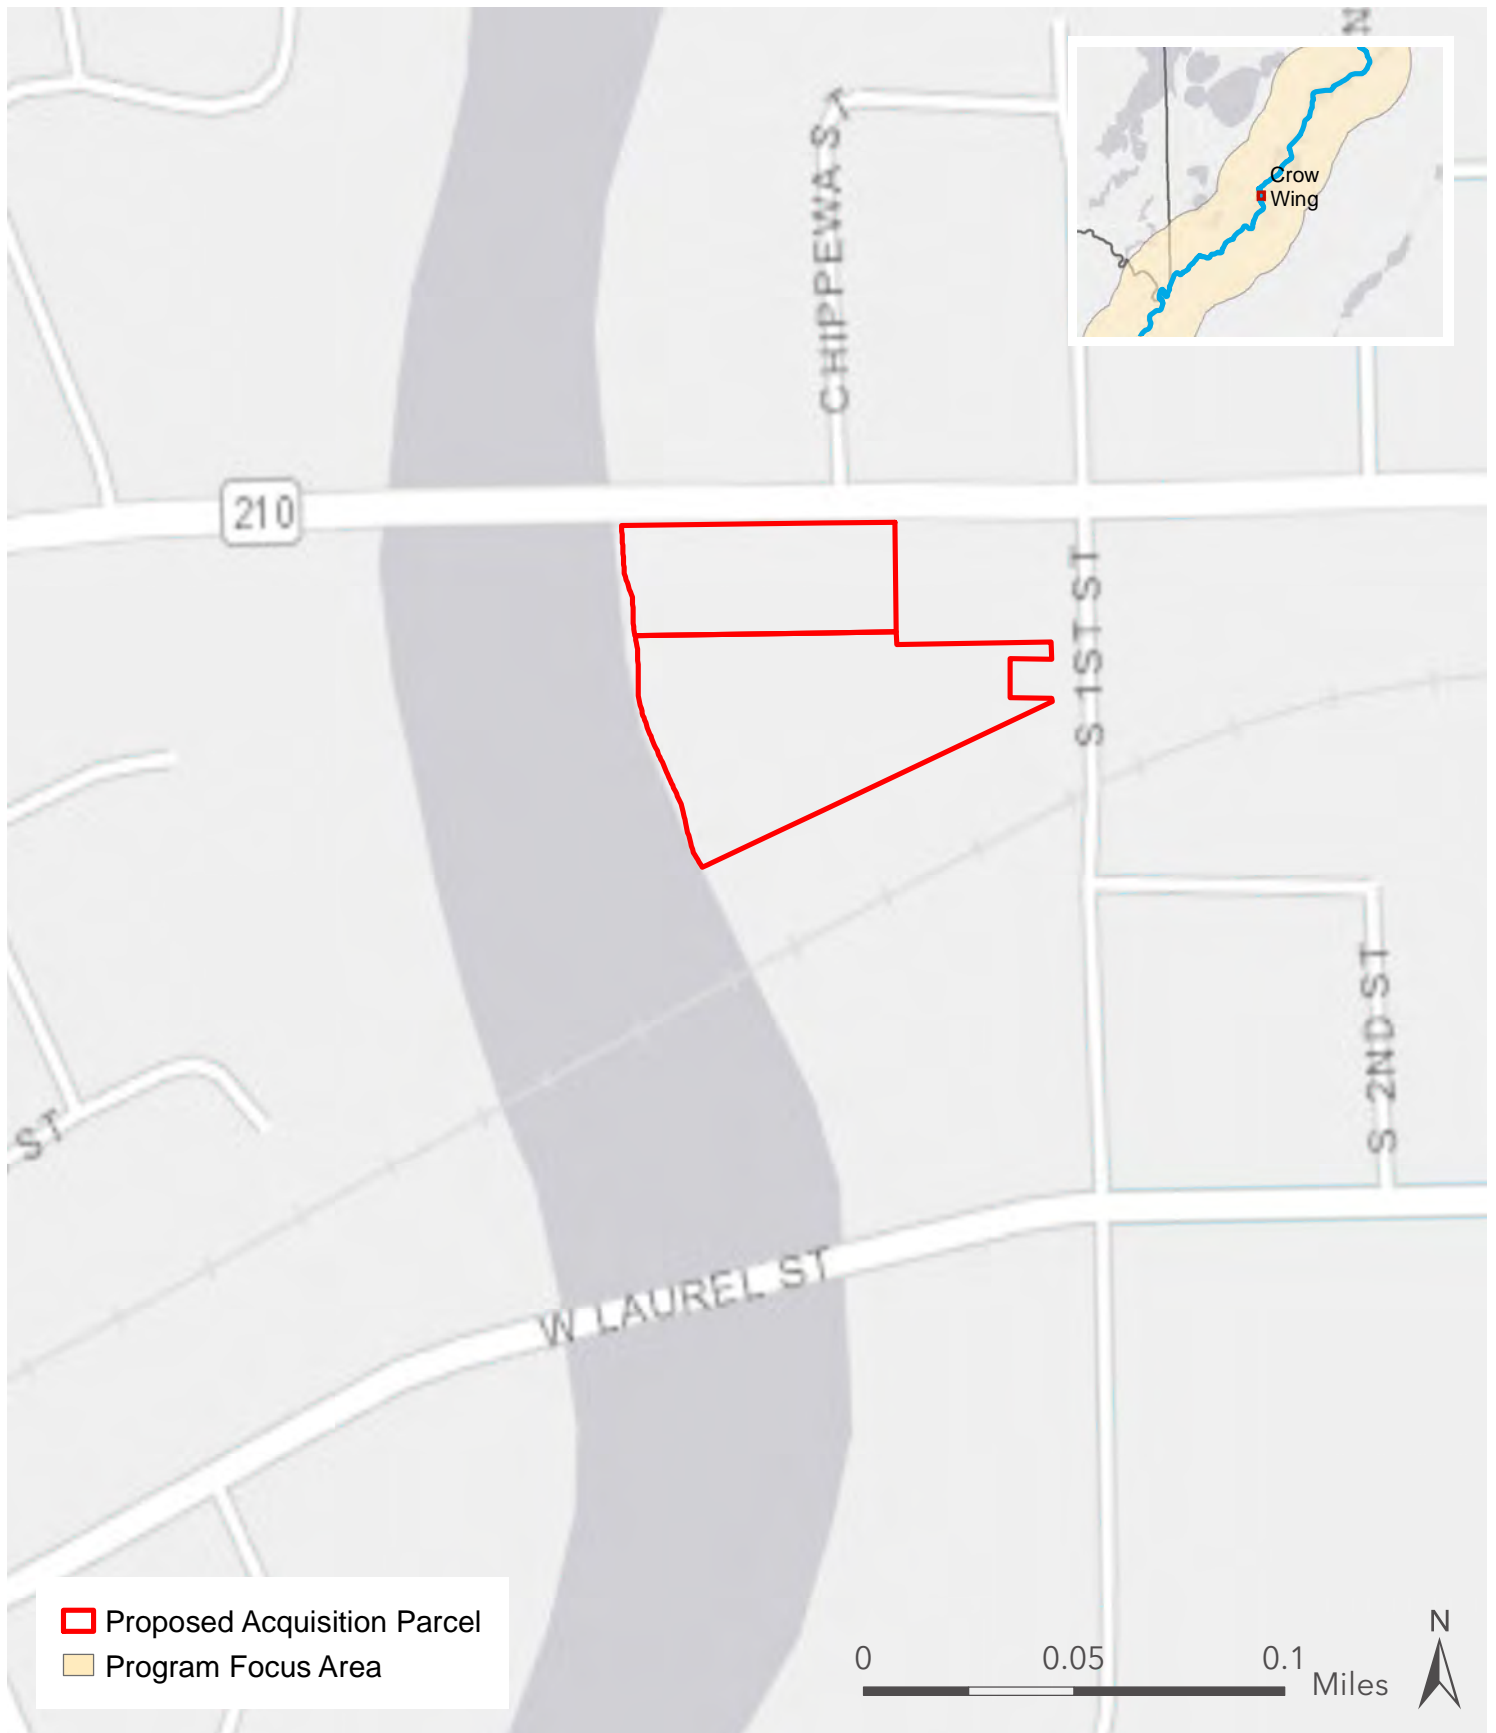 N
CHIPPEWA S
Crow
Wing
210
S 1ST ST
S 2ND ST
ST
W LAUREL ST
Proposed Acquisition Parcel
Program Focus Area
0 0.05 0.1
Miles
N